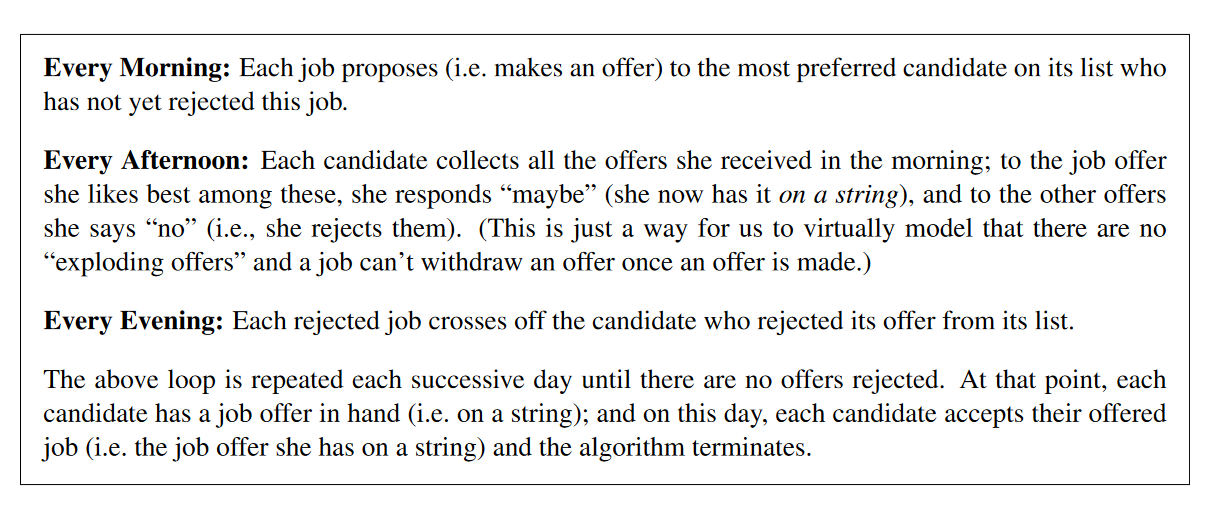 Every Morning: Each job proposes (i.e. makes an offer) to the most preferred candidate on its list who
has not yet rejected this job.
Every Afternoon: Each candidate collects all the offers she received in the morning; to the job offer
she likes best among these, she responds “maybe” (she now has it on a string), and to the other offers
she says “no” (i.e., she rejects them). (This is just a way for us to virtually model that there are no
“exploding offers” and a job can’t withdraw an offer once an offer is made.)
Every Evening: Each rejected job crosses off the candidate who rejected its offer from its list.
The above loop is repeated each successive day until there are no offers rejected. At that point, each
candidate has a job offer in hand (i.e. on a string); and on this day, each candidate accepts their offered
job (i.e. the job offer she has on a string) and the algorithm terminates.